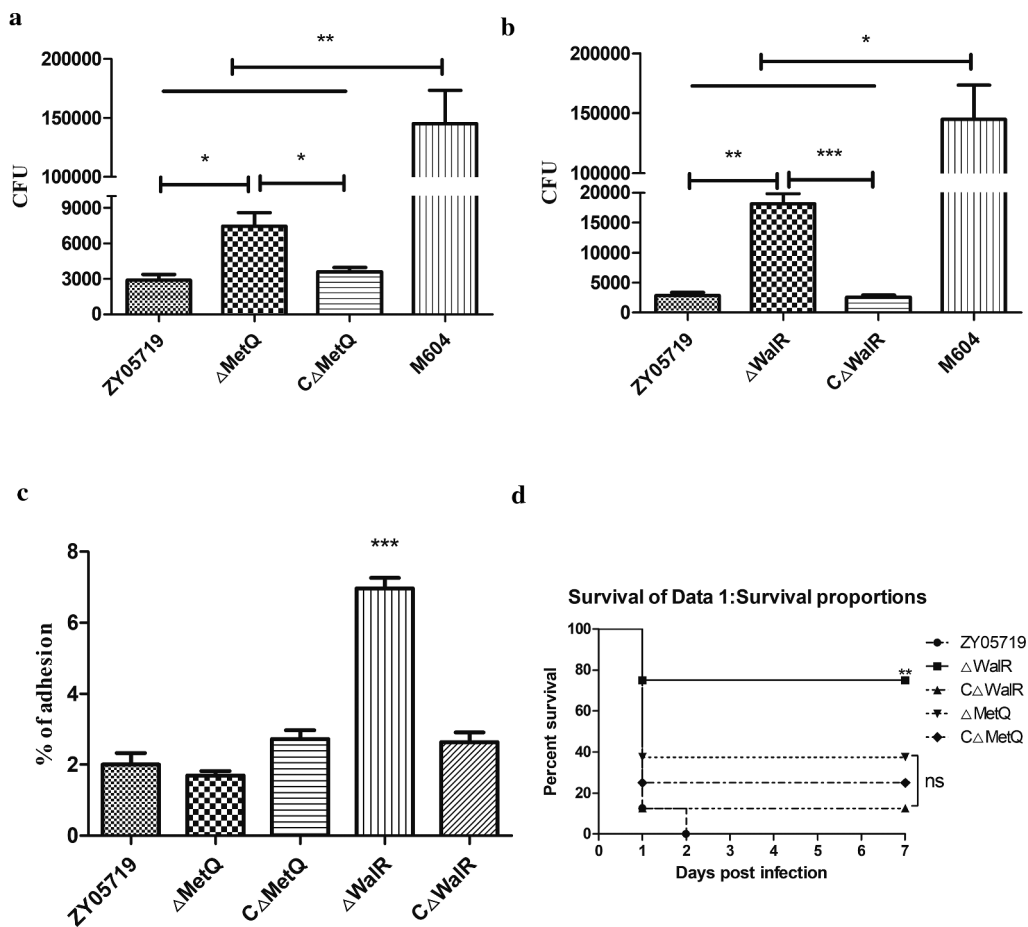 a
**
200000
150000
100000
9000
6000
3000
0
CFU
*
*
ZY05719
△MetQ
C△MetQ
M604
b
*
200000
150000
100000
20000
15000
10000
5000
0
CFU
**
***
ZY05719
△WalR
C△WalR
M604
c
***
8
6
4
2
0
% of adhesion
ZY05719
△MetQ
C△MetQ
△WalR
C△WalR
d
Survival of Data 1:Survival proportions
100
80
60
40
20
0
Percent survival
**
ns
0 1 2 3 4 5 6 7
Days post infection
ZY05719
△WalR
C△WalR
△MetQ
C△MetQ